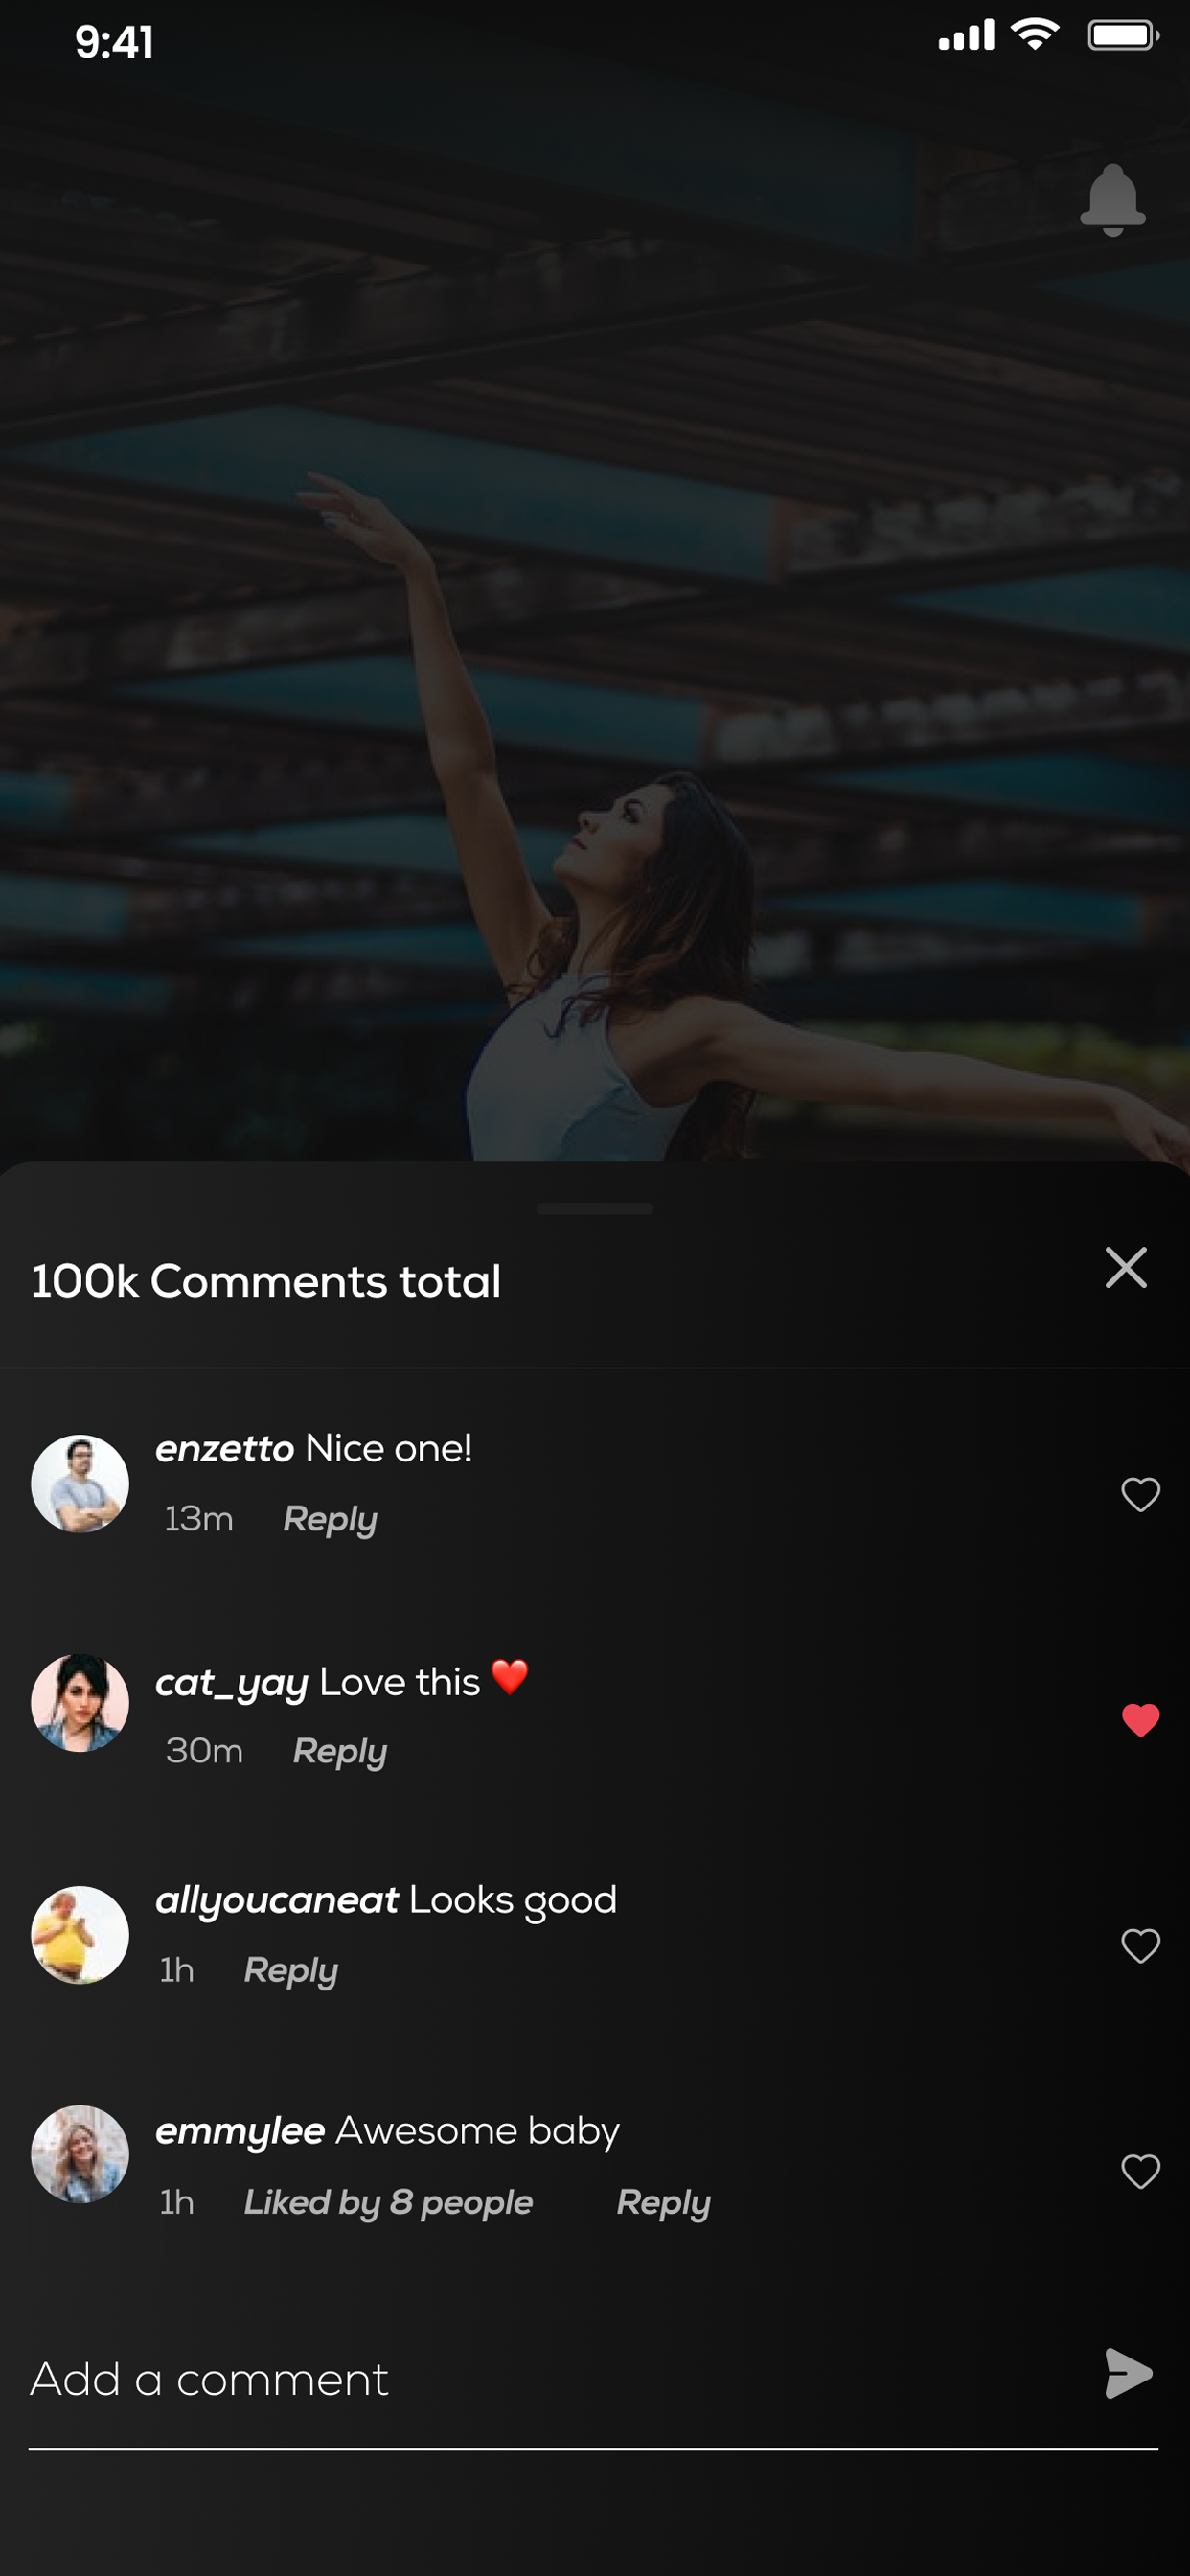 9:41
100k Comments total
enzetto Nice one!
13m Reply
cat_yay Love this ❤️
30m Reply
allyoucaneat Looks good
1h Reply
emmylee Awesome baby
1h Liked by 8 people Reply
Add a comment